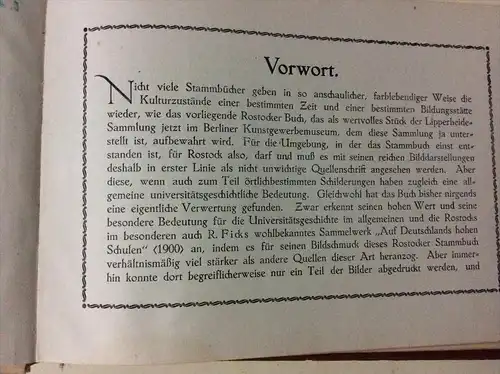 Vorwort.
Nicht viele Stammbücher geben in so anschaulicher, farblebendiger Weise die
Kulturzustände einer bestimmten Zeit und einer bestimmten Bildungsstätte
wieder, wie das vorliegende Rostocker Buch, das als wertvolles Stück der Lipperheide-
Sammlung jetzt im Berliner Kunstgewerbemuseum, dem diese Sammlung ja unter-
stellt ist, aufbewahrt wird. Für die Umgebung, in der das Stammbuch einst ent-
standen ist, für Rostock also, darf und muß es mit seinen reichen Bilddarstellungen
deshalb in erster Linie als nicht unwichtige Quellenschrift angesehen werden. Aber
diese, wenn auch zum Teil örtlichbestimmten Schilderungen haben zugleich eine all-
gemeine universitätsgeschichtliche Bedeutung. Gleichwohl hat das Buch bisher nirgends
eine eigentliche Verwertung gefunden. Zwar erkennt seinen hohen Wert und seine
besondere Bedeutung für die Universitätsgeschichte im allgemeinen und die Rostocks
im besonderen auch R. Ficks wohlbekanntes Sammelwerk „Auf Deutschlands hohen
Schulen" (1900) an, indem es für seinen Bildschmuck dieses Rostocker Stammbuch
verhältnismäßig viel stärker als andere Quellen dieser Art heranzog. Aber immer-
hin konnte dort begreiflicherweise nur ein Teil der Bilder abgedruckt werden, und